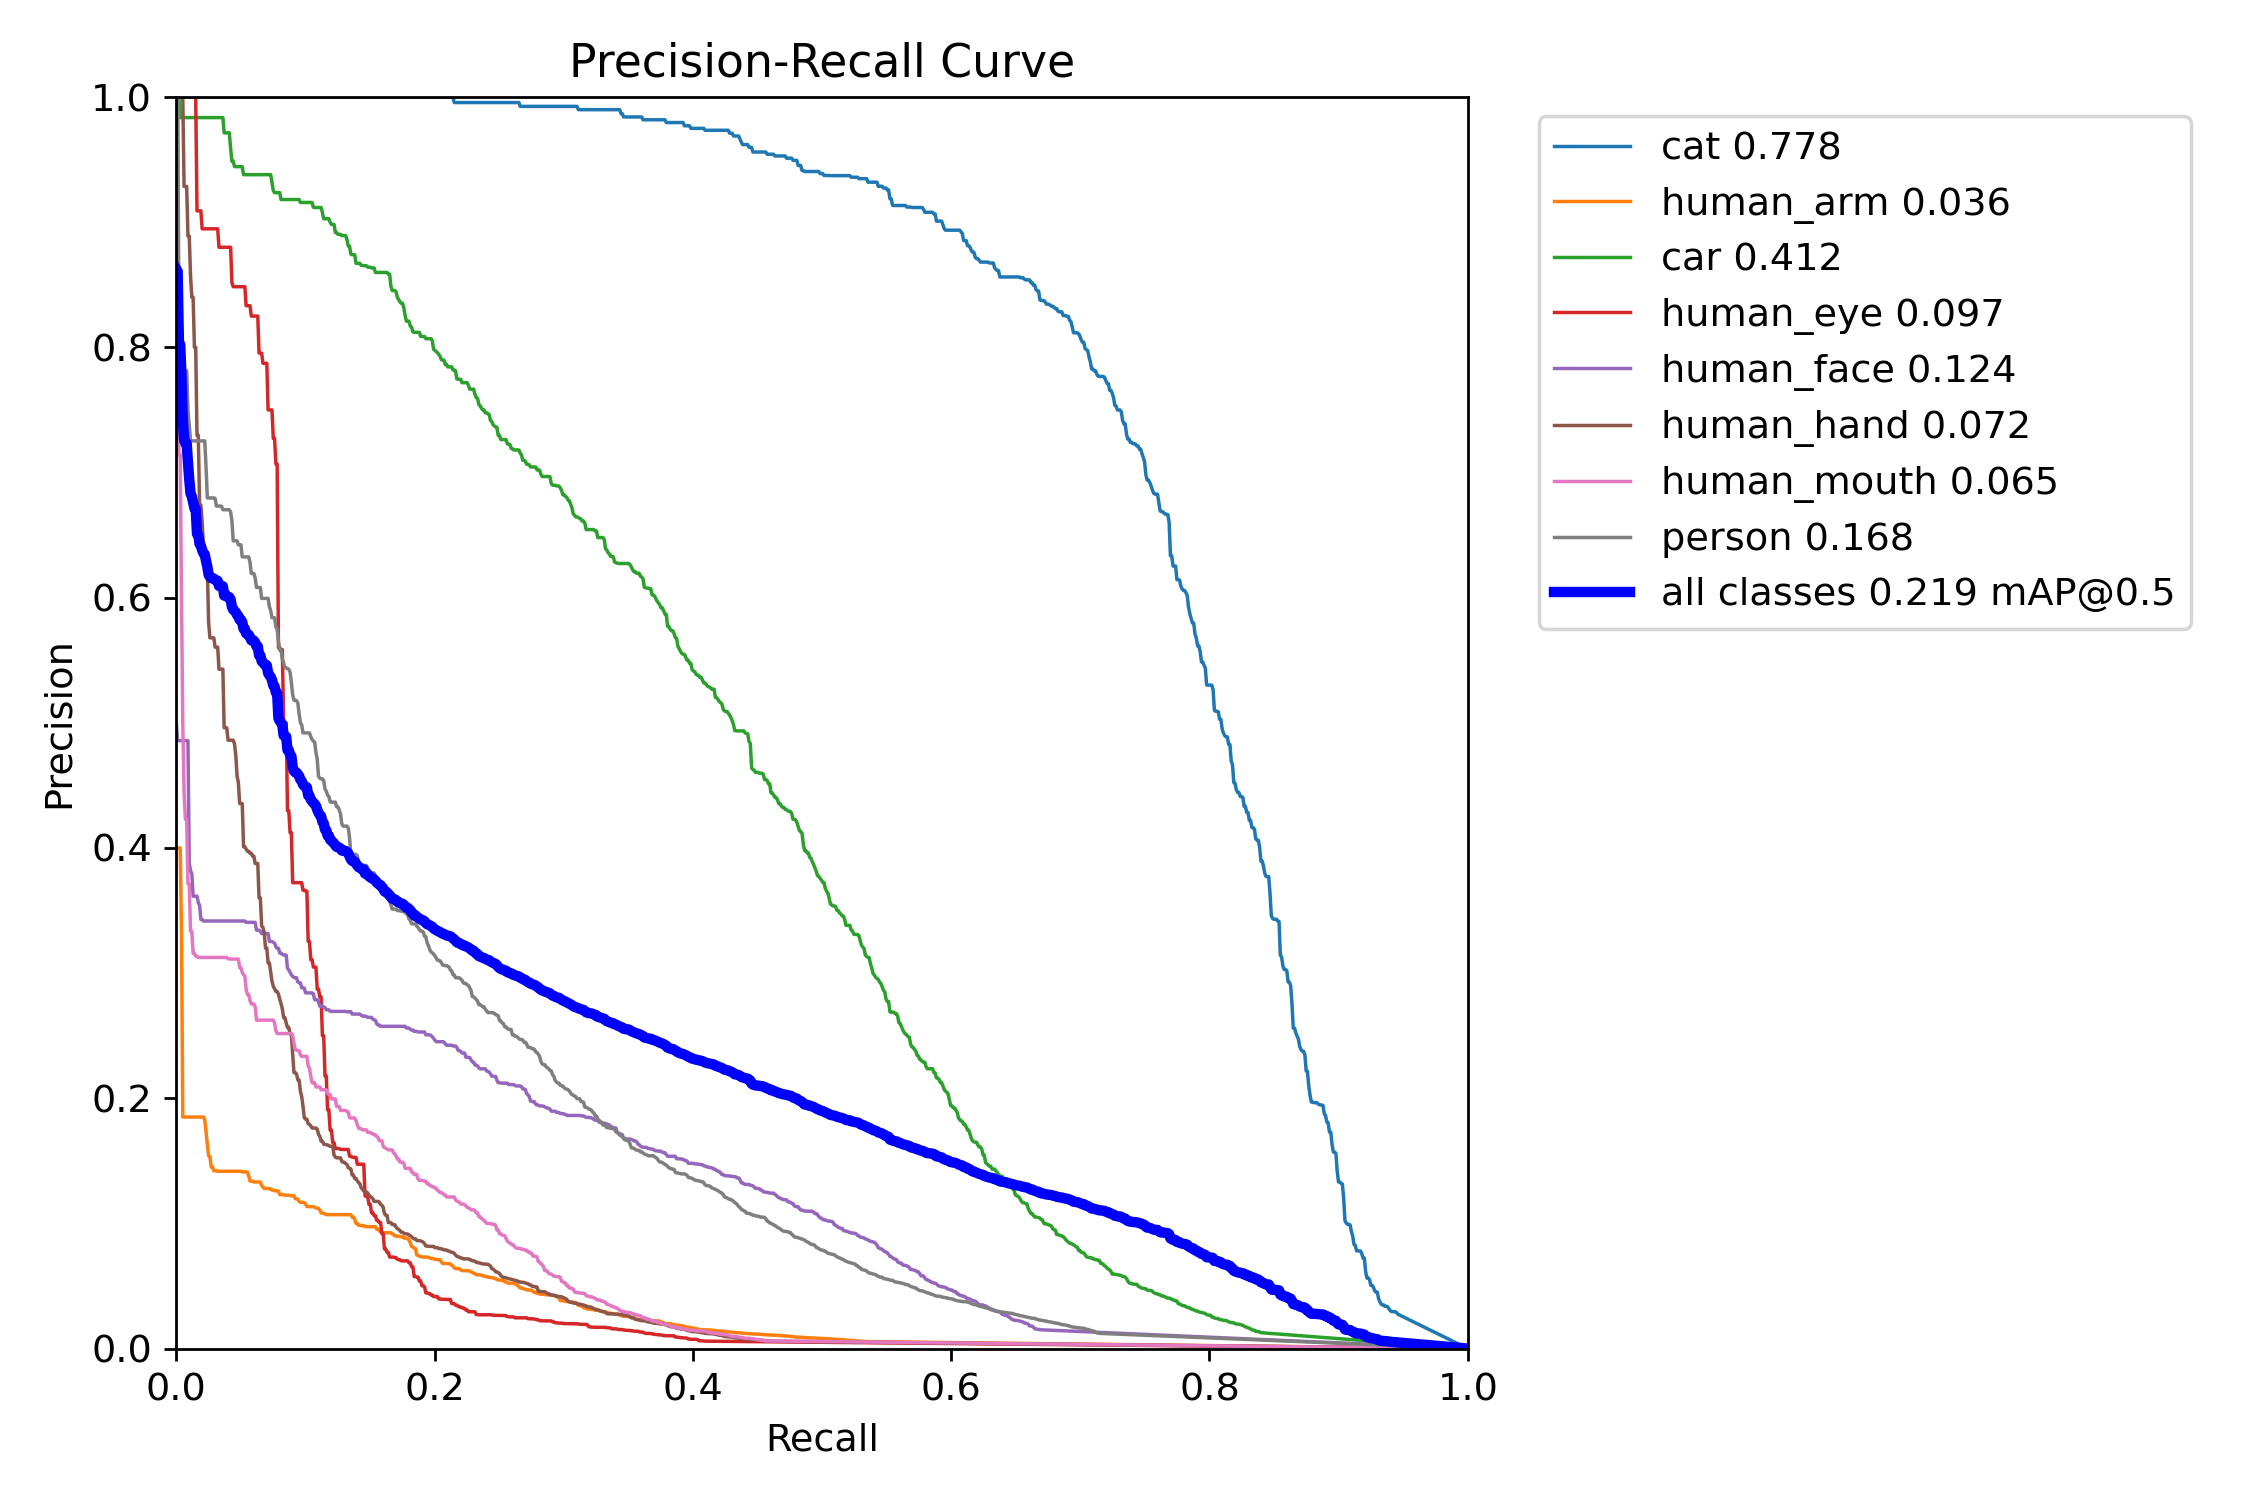 Precision-Recall Curve
1.0
0.8
0.6
0.4
0.2
0.0
Precision
0.0 0.2 0.4 0.6 0.8 1.0
Recall
cat 0.778
human_arm 0.036
car 0.412
human_eye 0.097
human_face 0.124
human_hand 0.072
human_mouth 0.065
person 0.168
all classes 0.219 mAP@0.5